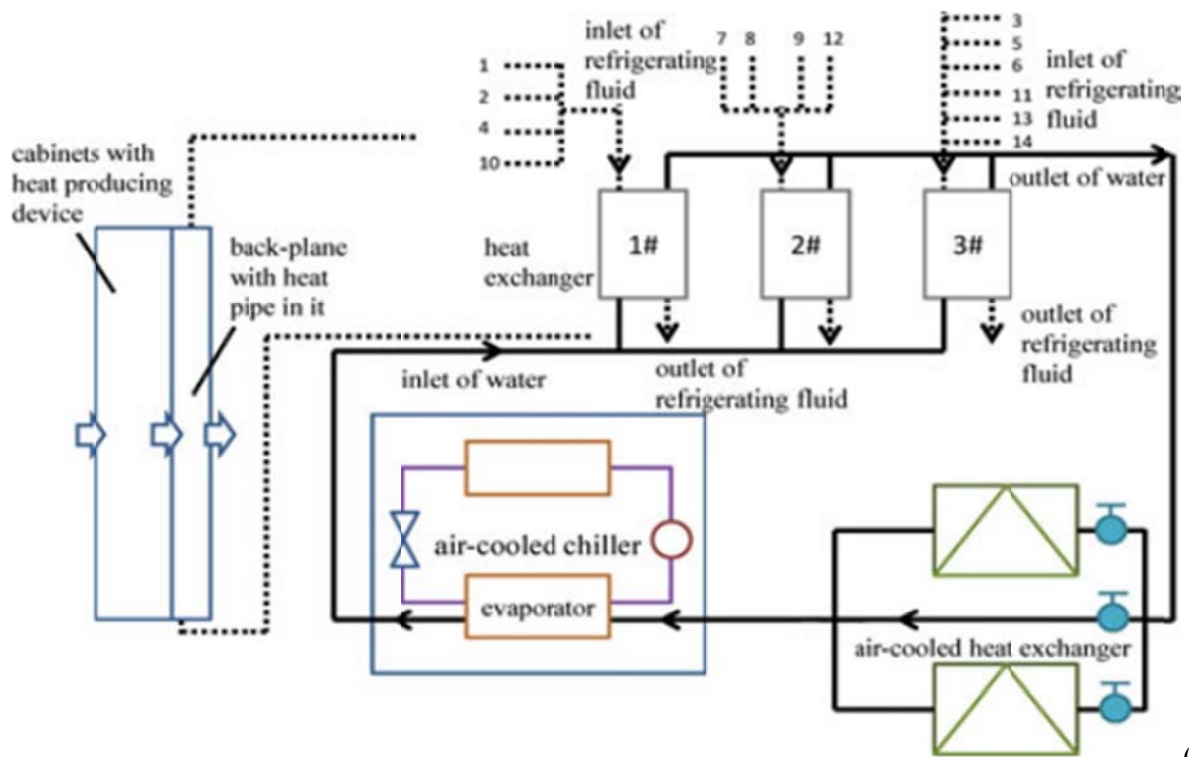 inlet of
refrigerating
fluid
1
2
4
10
7 8 9 12
3
5
6
11
13
14
inlet of
refrigerating
fluid
cabinets with
heat producing
device
back-plane
with heat
pipe in it
heat
exchanger
1#
2#
3#
outlet of water
inlet of water
outlet of
refrigerating fluid
outlet of
refrigerating
fluid
air-cooled chiller
evaporator
air-cooled heat exchanger
(